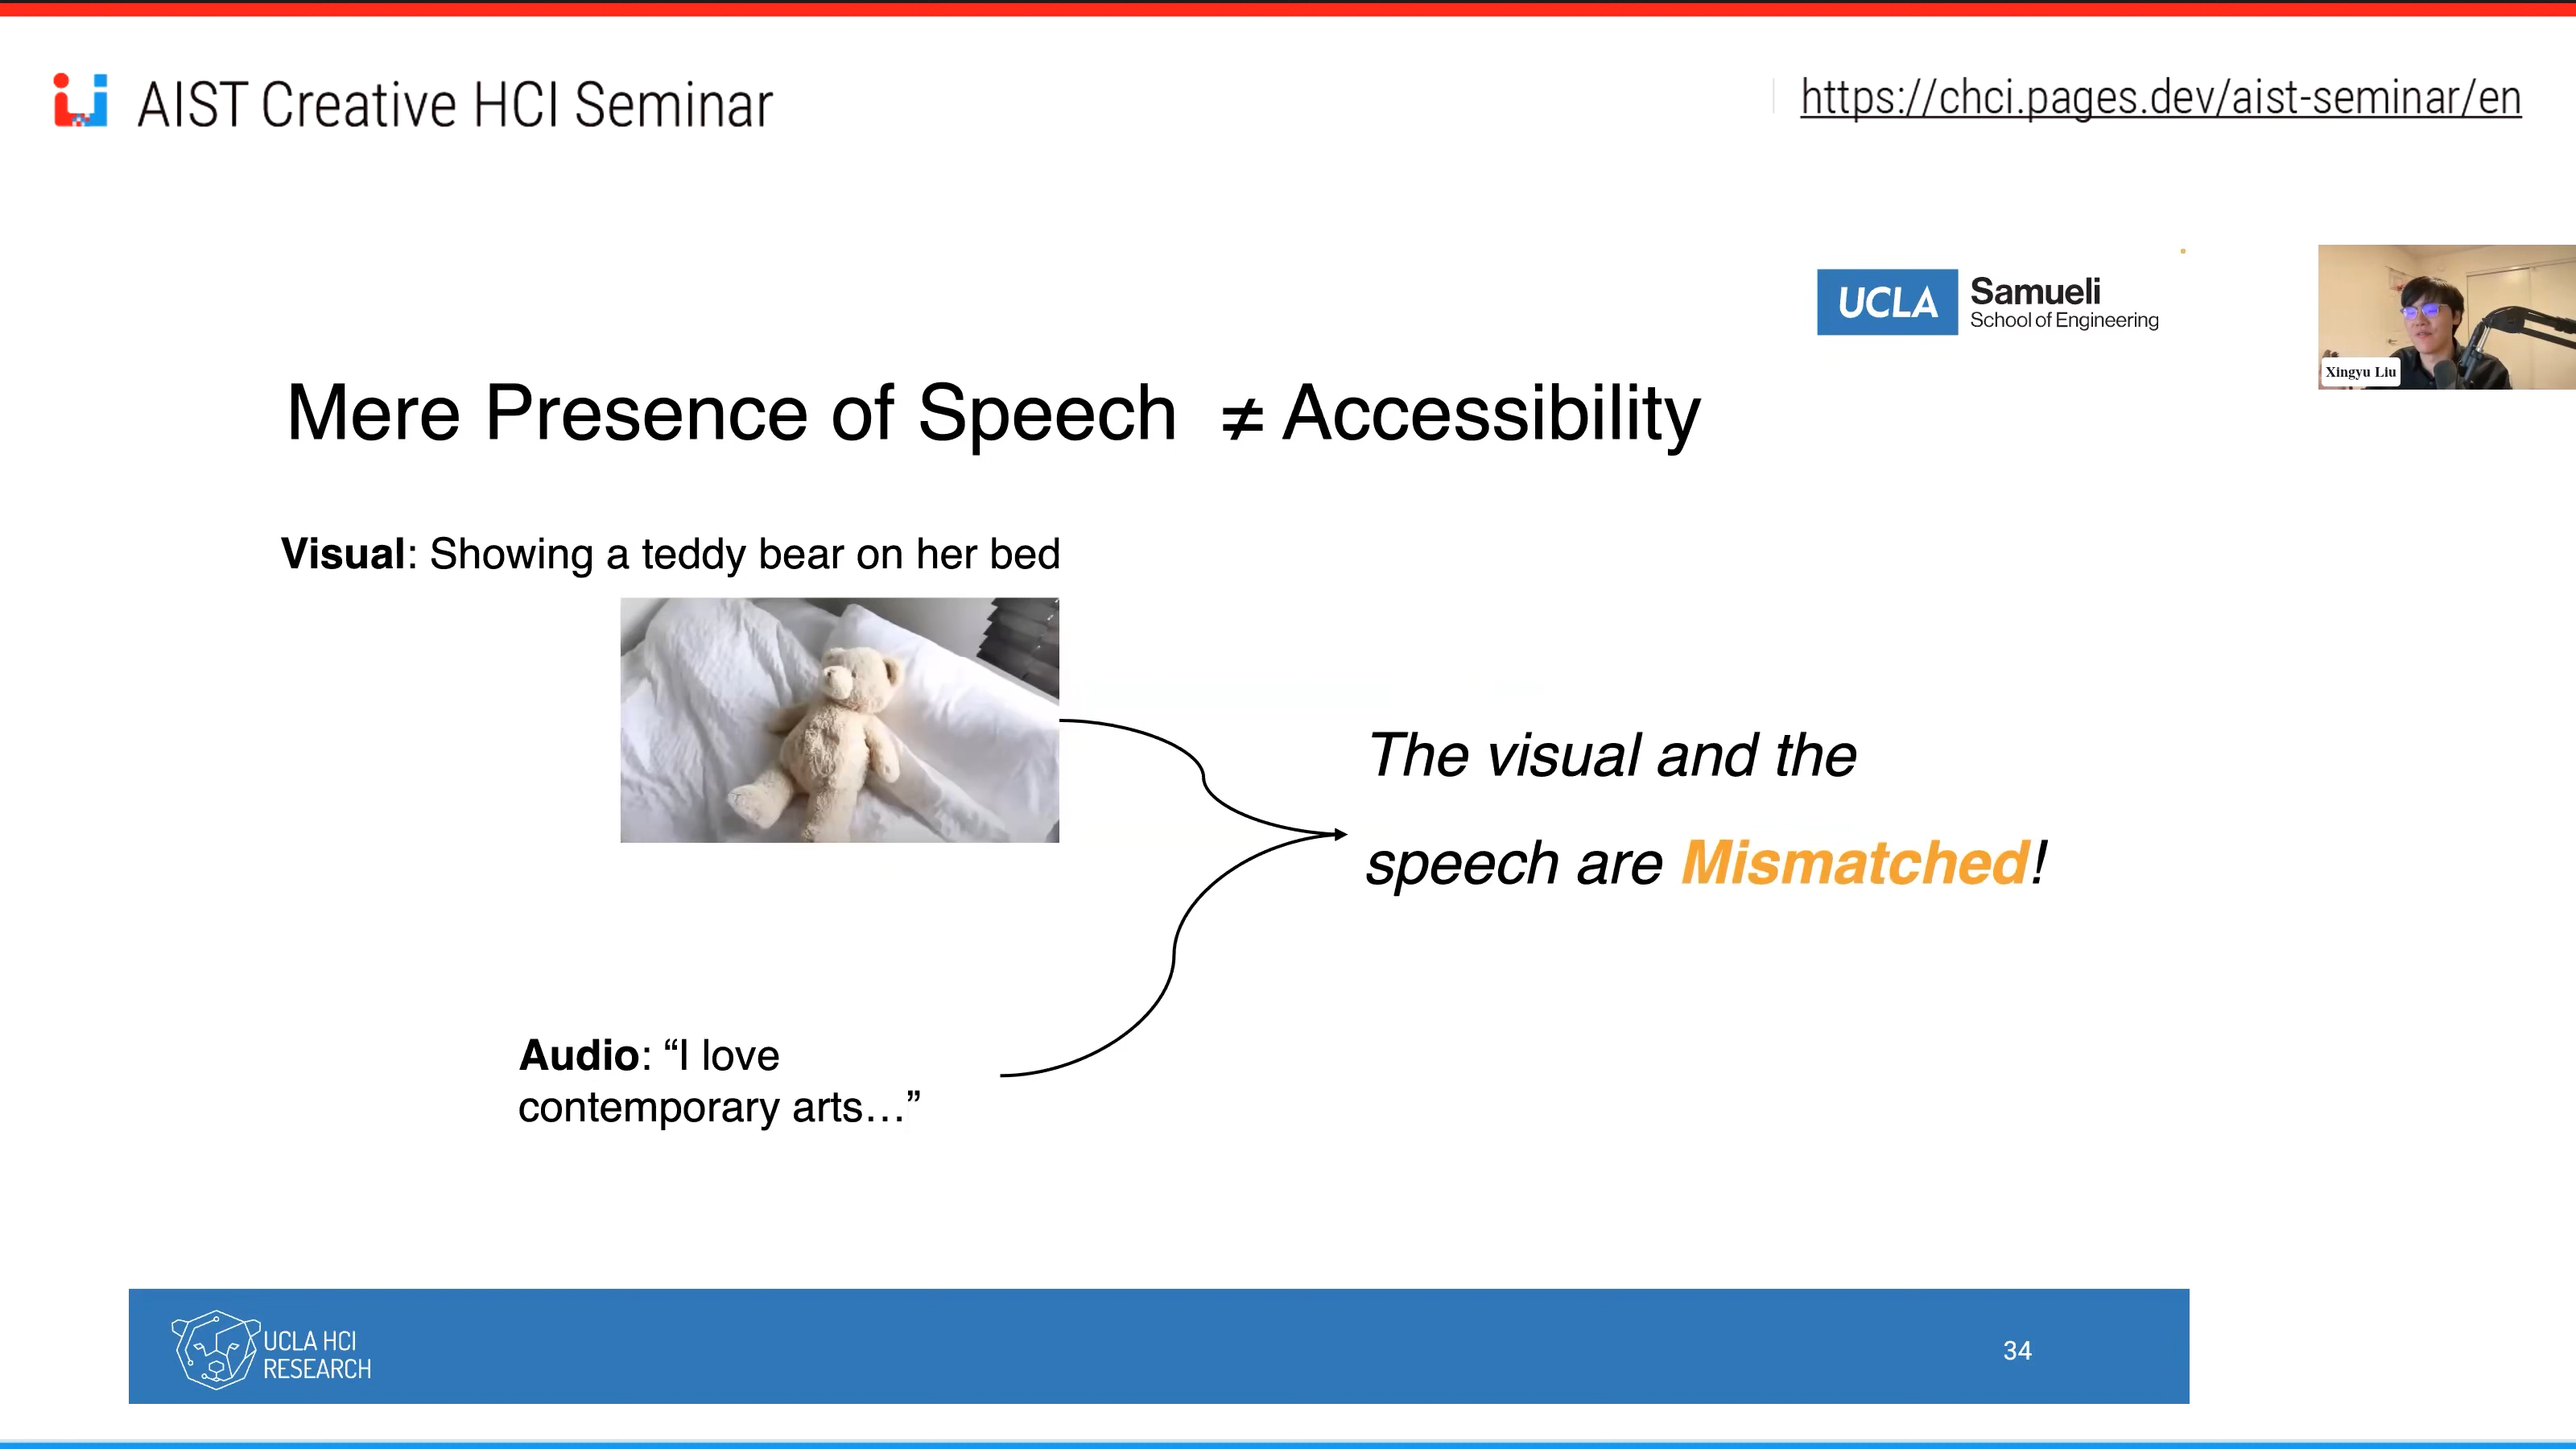 AIST Creative HCI Seminar
https://chci.pages.dev/aist-seminar/en
UCLA Samueli
School of Engineering
Xingyu Liu
Mere Presence of Speech ≠ Accessibility
Visual: Showing a teddy bear on her bed
The visual and the
speech are Mismatched!
Audio: “I love
contemporary arts…”
UCLA HCI
RESEARCH
34